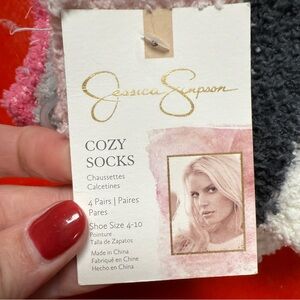 Jessica Simpson
COZY
SOCKS
Chaussettes
Calcetines
4 Pairs | Paires
Pares
Shoe Size 4-10
Pointure
Talla de Zapatos
Made in China
Fabriqué en Chine
Hecho en China